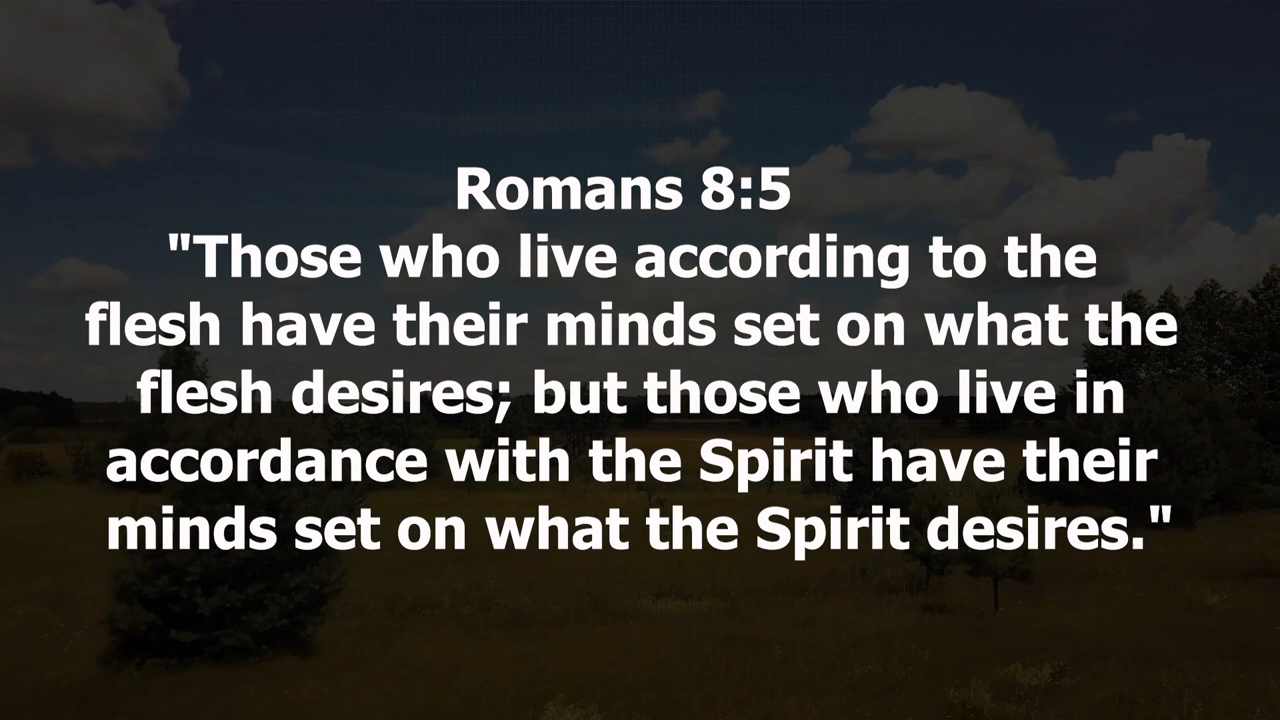 Romans 8:5
"Those who live according to the
flesh have their minds set on what the
flesh desires; but those who live in
accordance with the Spirit have their
minds set on what the Spirit desires."